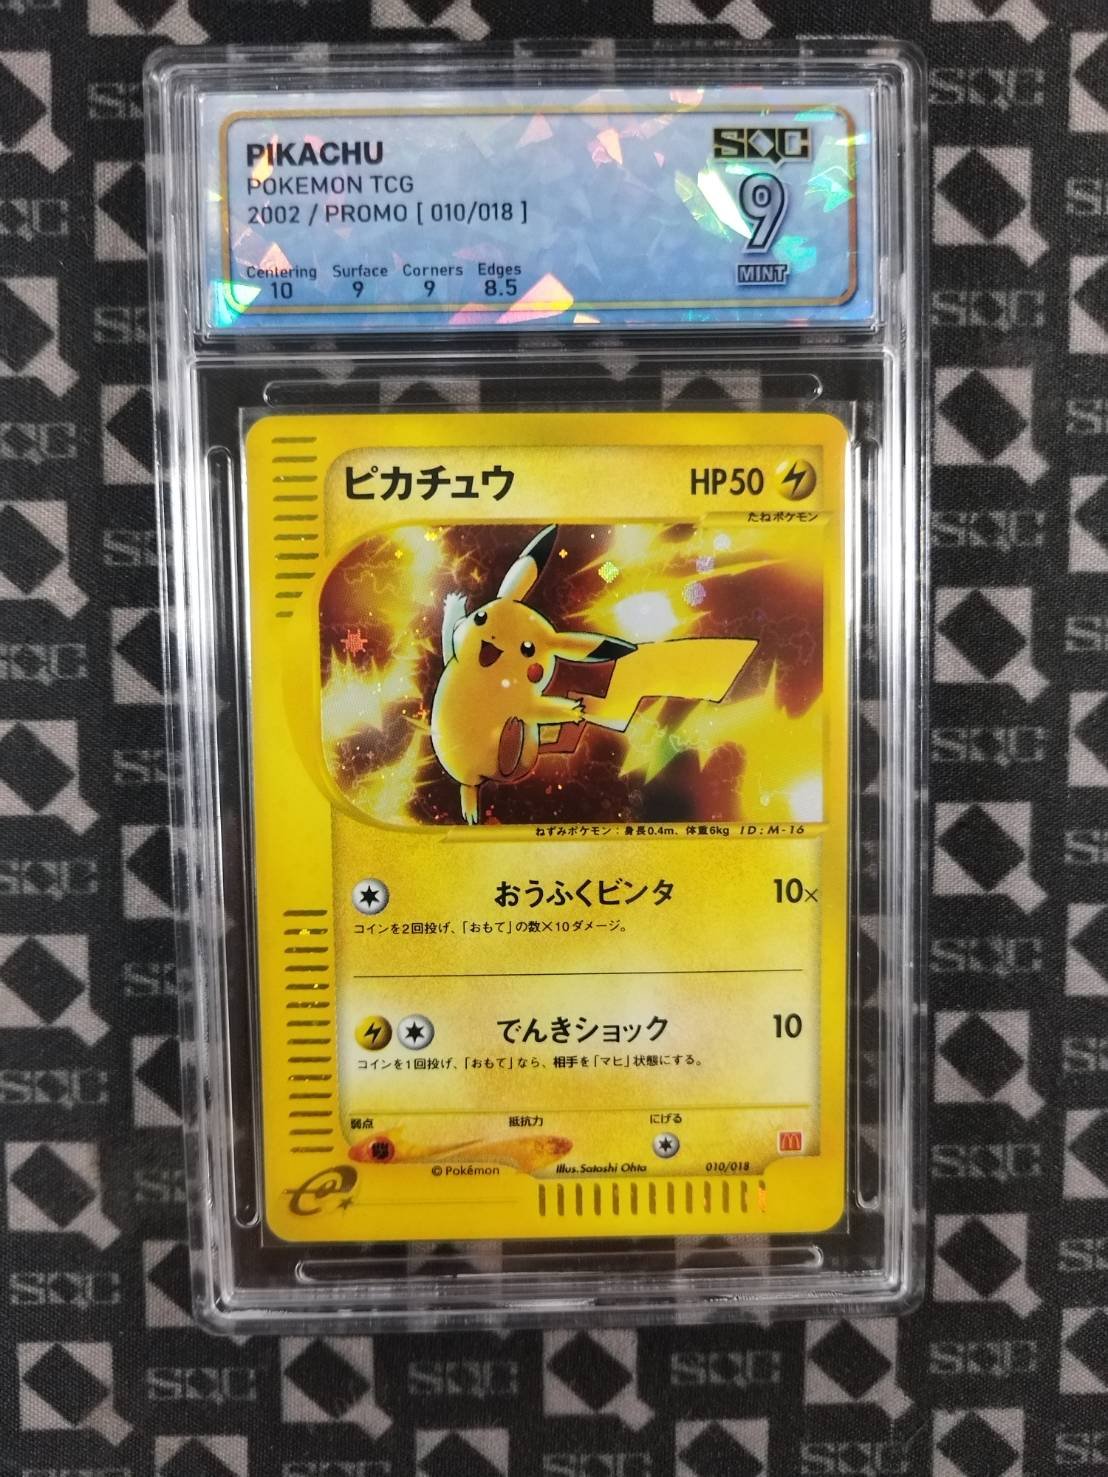 PIKACHU
POKEMON TCG
2002 / PROMO [ 010/018 ]
Centering Surface Corners Edges
10 9 9 8.5
SQC
9
MINT
ピカチュウ HP50
たねポケモン
ねずみポケモン：身長0.4m、体重6kg ID：M-16
おうふくビンタ 10×
コインを2回投げ、「おもて」の数×10ダメージ。
でんきショック 10
コインを1回投げ、「おもて」なら、相手を「マヒ」状態にする。
弱点 抵抗力 にげる
©Pokémon Illus. Satoshi Ohta 010/018
SQC